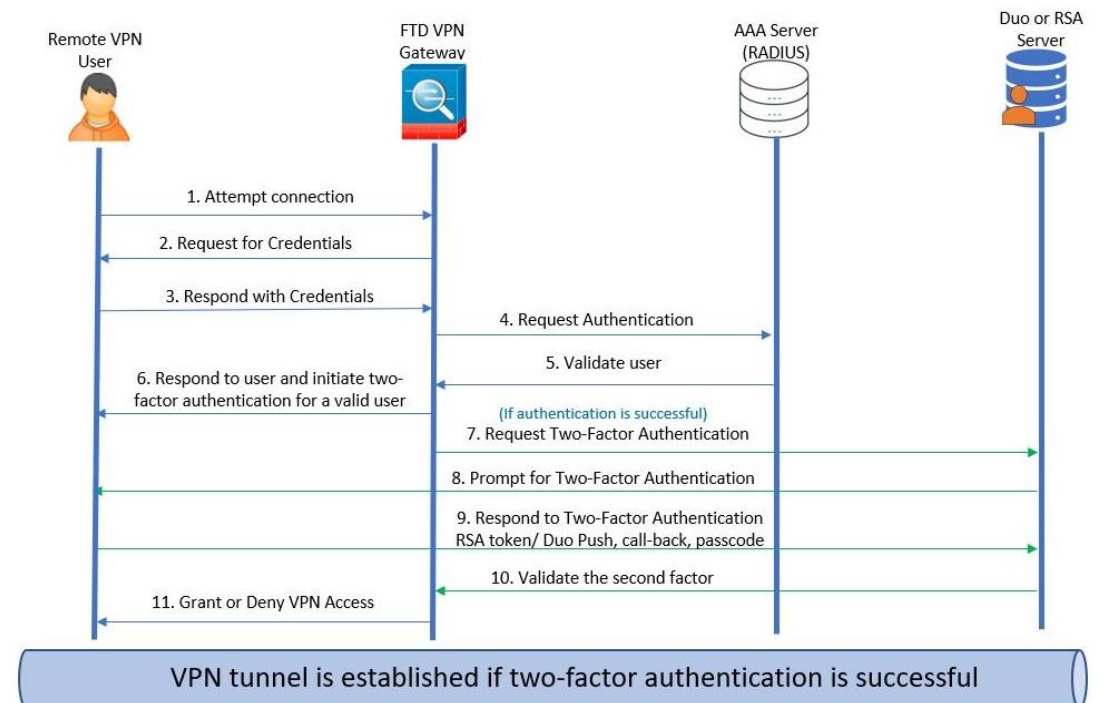 Remote VPN
User
FTD VPN
Gateway
AAA Server
(RADIUS)
Duo or RSA
Server
1. Attempt connection
2. Request for Credentials
3. Respond with Credentials
4. Request Authentication
5. Validate user
6. Respond to user and initiate two-
factor authentication for a valid user
(If authentication is successful)
7. Request Two-Factor Authentication
8. Prompt for Two-Factor Authentication
9. Respond to Two-Factor Authentication
RSA token/ Duo Push, call-back, passcode
10. Validate the second factor
11. Grant or Deny VPN Access
VPN tunnel is established if two-factor authentication is successful